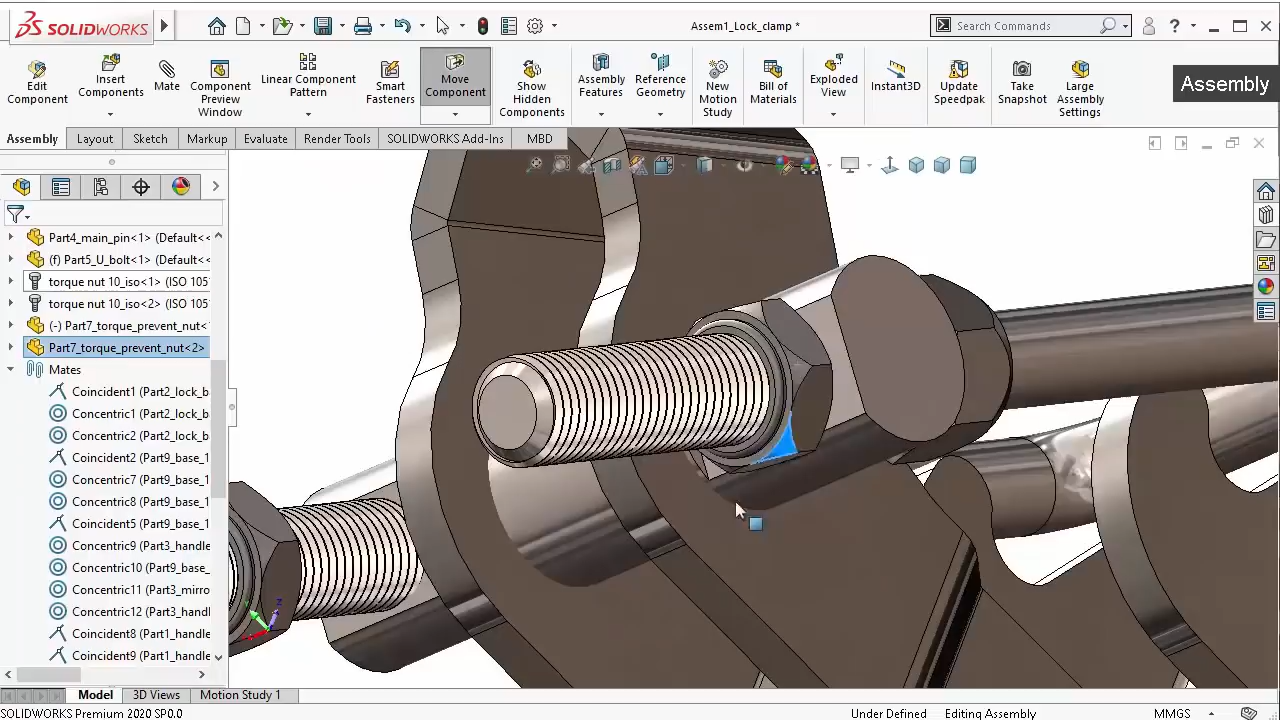 SOLIDWORKS
Assem1_Lock_clamp *
Search Commands
?
Edit Component
Insert Components
Mate
Component Preview Window
Linear Component Pattern
Smart Fasteners
Move Component
Show Hidden Components
Assembly Features
Reference Geometry
New Motion Study
Bill of Materials
Exploded View
Instant3D
Update Speedpak
Take Snapshot
Large Assembly Settings
Assembly
Assembly
Layout
Sketch
Markup
Evaluate
Render Tools
SOLIDWORKS Add-Ins
MBD
Part4_main_pin<1> (Default<<
(f) Part5_U_bolt<1> (Default<<
torque nut 10_iso<1> (ISO 105
torque nut 10_iso<2> (ISO 105
(-) Part7_torque_prevent_nut<
Part7_torque_prevent_nut<2>
Mates
Coincident1 (Part2_lock_b
Concentric1 (Part2_lock_b
Concentric2 (Part2_lock_b
Coincident2 (Part9_base_1
Concentric7 (Part9_base_1
Concentric8 (Part9_base_1
Coincident5 (Part9_base_1
Concentric9 (Part3_handle
Concentric10 (Part9_base_
Concentric11 (Part3_mirro
Concentric12 (Part3_handl
Coincident8 (Part1_handle
Coincident9 (Part1_handle
Z
Model
3D Views
Motion Study 1
SOLIDWORKS Premium 2020 SP0.0
Under Defined
Editing Assembly
MMGS